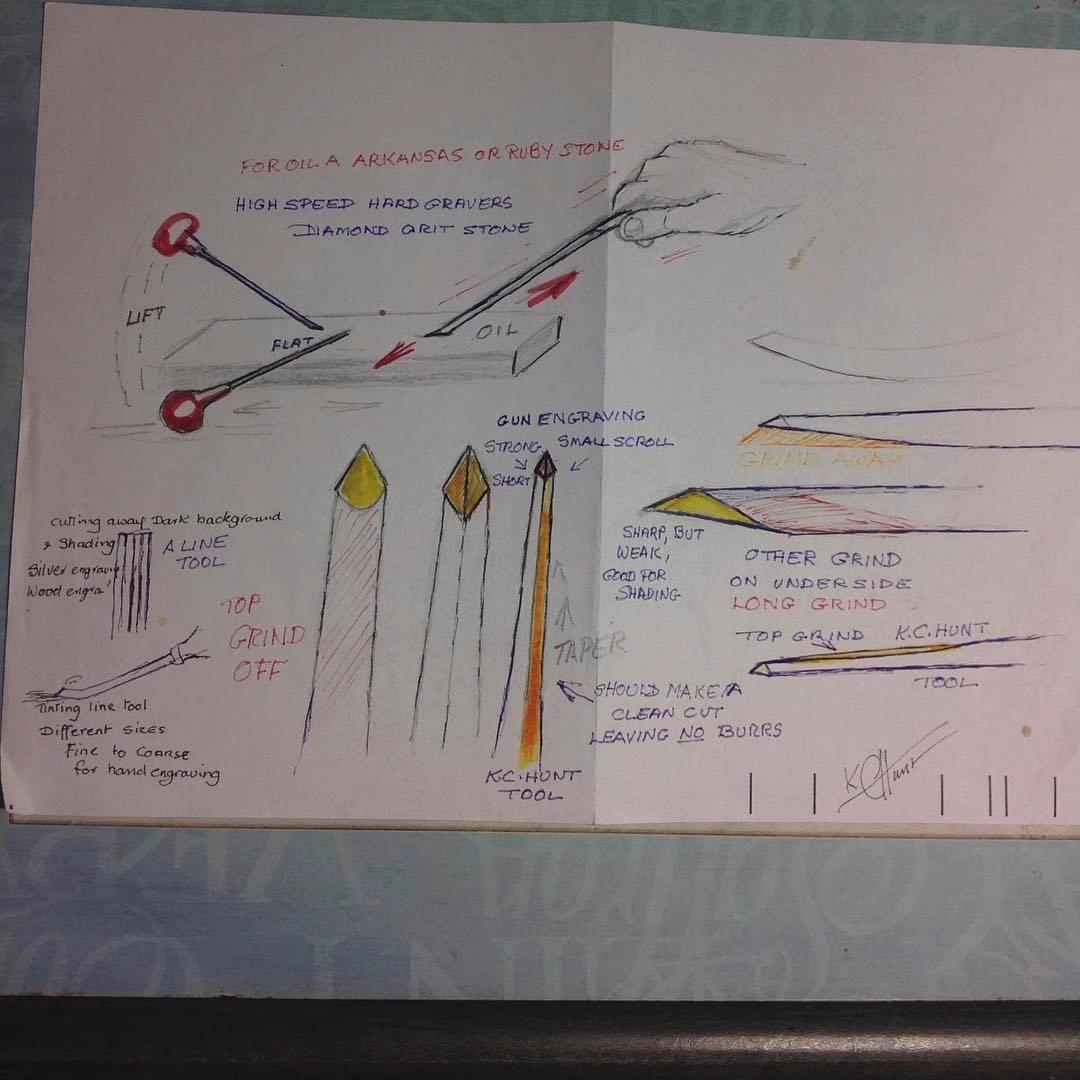 FOR OIL A ARKANSAS OR RUBY STONE
HIGH SPEED HARD GRAVERS
DIAMOND GRIT STONE
LIFT
FLAT
OIL
GUN ENGRAVING
STRONG SMALL SCROLL
SHORT
GRIND AWAY
cutting away Dark background
& Shading
Silver engrav
Wood engra
A LINE
TOOL
TOP
GRIND
OFF
Tinting line tool
Different Sizes
Fine to COARSE
for hand engraving
TAPER
SHOULD MAKE A
CLEAN CUT
LEAVING NO BURRS
K.C. HUNT
TOOL
SHARP, BUT
WEAK,
GOOD FOR
SHADING
OTHER GRIND
ON UNDERSIDE
LONG GRIND
TOP GRIND K.C. HUNT
TOOL
K C Hunt